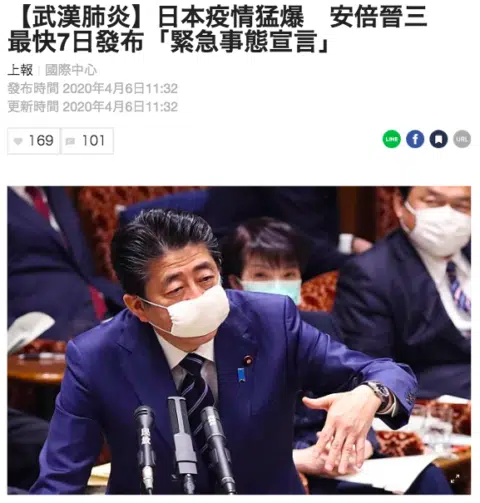 【武漢肺炎】日本疫情猛爆　安倍晉三
最快7日發布「緊急事態宣言」
上報 | 國際中心
發布時間 2020年4月6日11:32
更新時間 2020年4月6日11:32
169 101
LINE URL